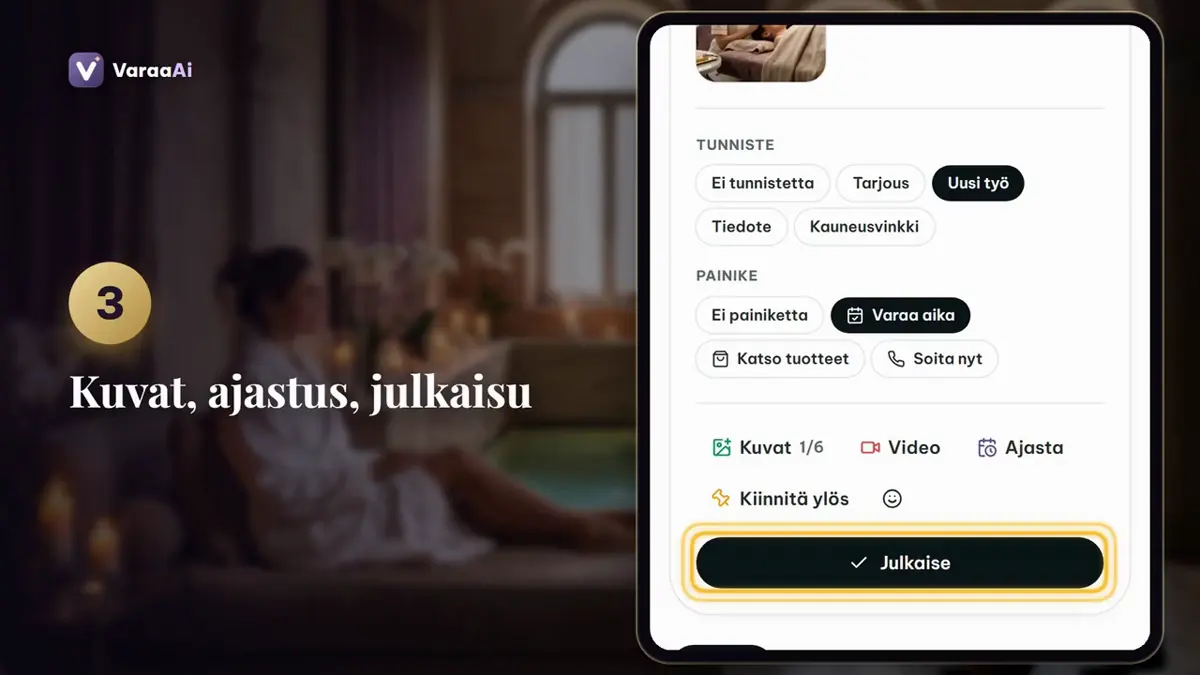 VaraaAi
3
Kuvat, ajastus, julkaisu
TUNNISTE
Ei tunnistetta
Tarjous
Uusi työ
Tiedote
Kauneusvinkki
PAINIKE
Ei painiketta
Varaa aika
Katso tuotteet
Soita nyt
Kuvat 1/6
Video
Ajasta
Kiinnitä ylös
Julkaise